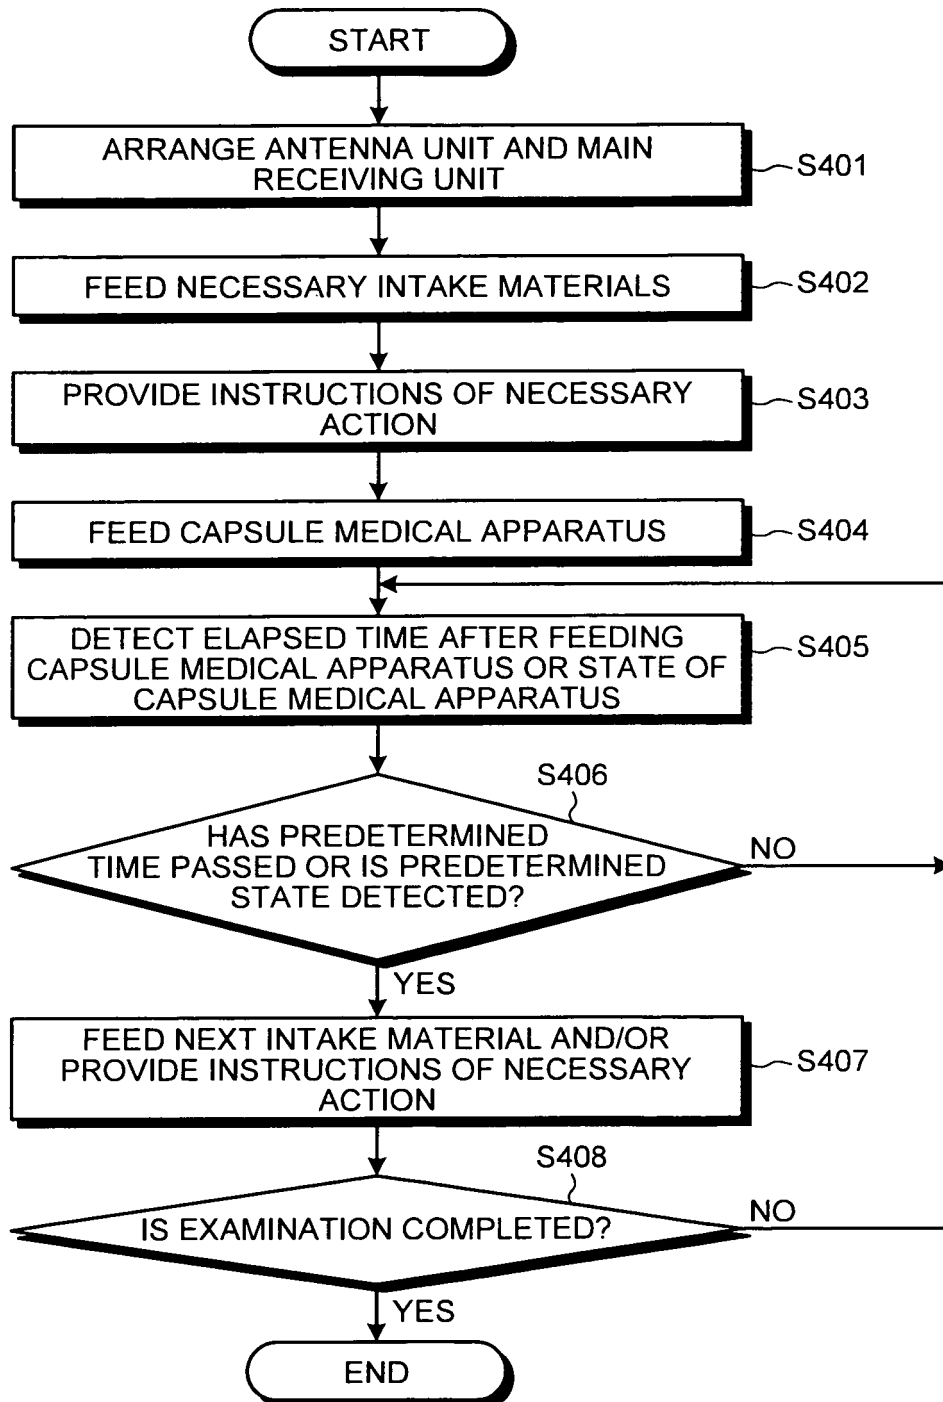 START
ARRANGE ANTENNA UNIT AND MAIN
RECEIVING UNIT
S401
FEED NECESSARY INTAKE MATERIALS
S402
PROVIDE INSTRUCTIONS OF NECESSARY
ACTION
S403
FEED CAPSULE MEDICAL APPARATUS
S404
DETECT ELAPSED TIME AFTER FEEDING
CAPSULE MEDICAL APPARATUS OR STATE OF
CAPSULE MEDICAL APPARATUS
S405
S406
HAS PREDETERMINED
TIME PASSED OR IS PREDETERMINED
STATE DETECTED?
NO
YES
FEED NEXT INTAKE MATERIAL AND/OR
PROVIDE INSTRUCTIONS OF NECESSARY
ACTION
S407
S408
IS EXAMINATION COMPLETED?
NO
YES
END